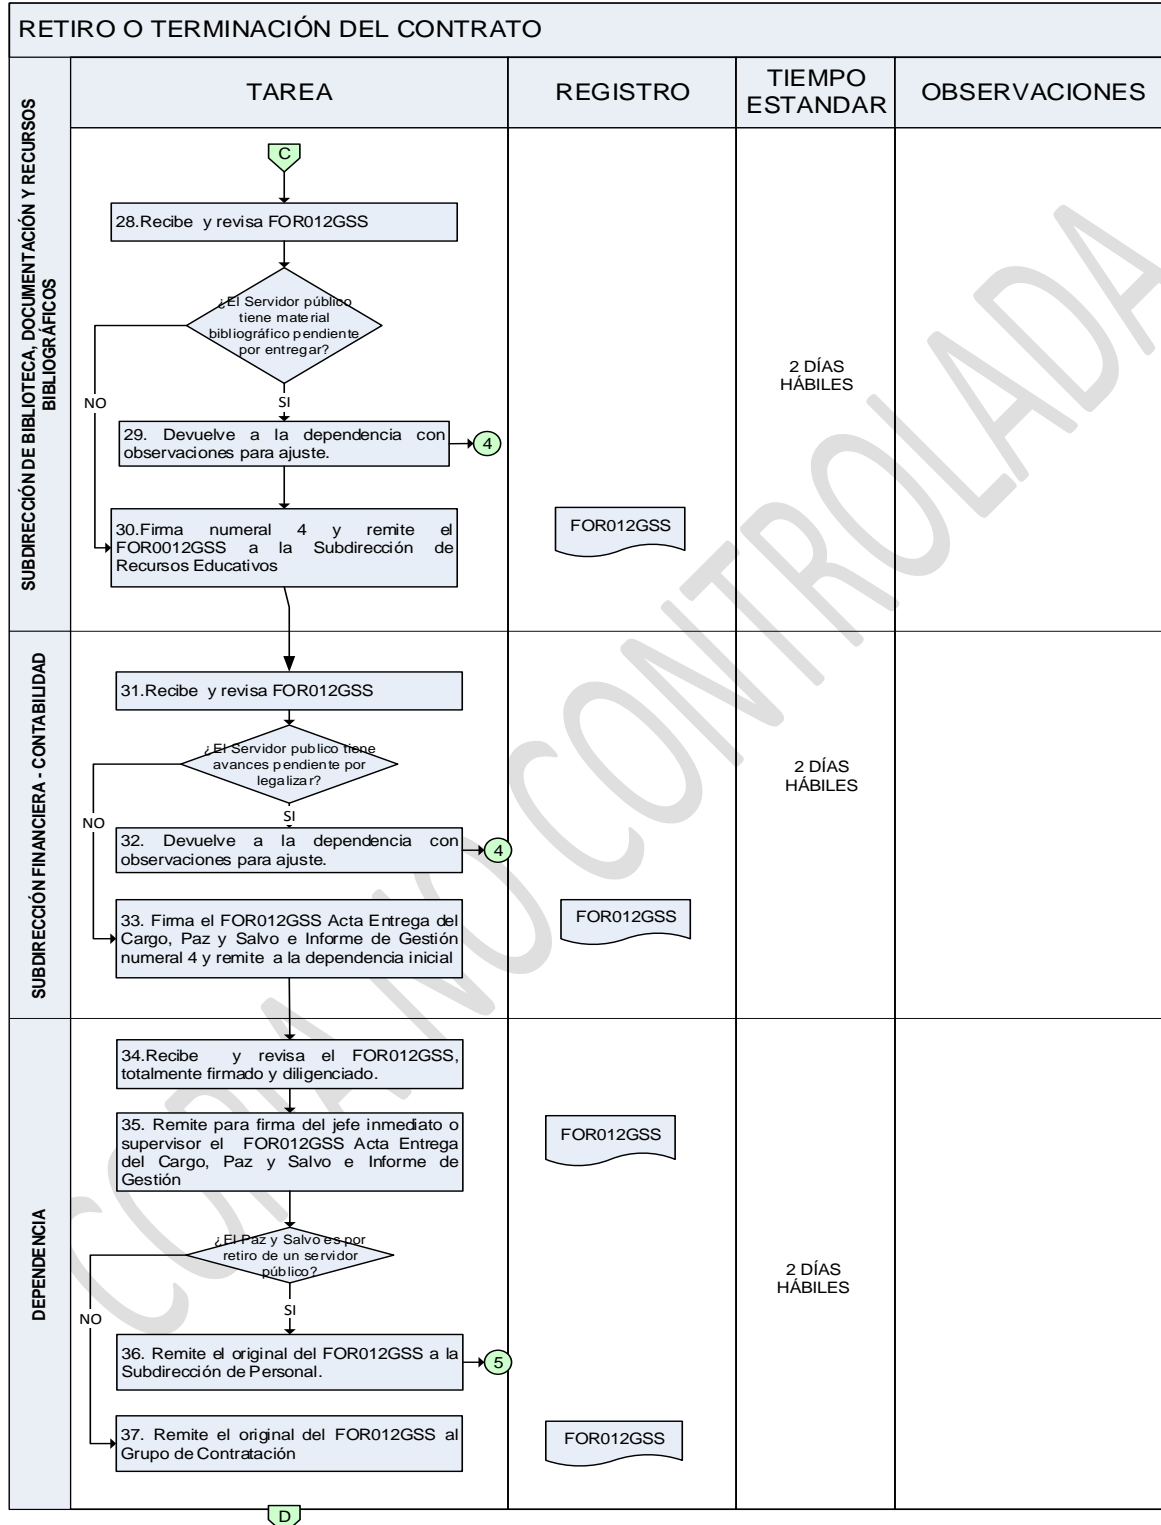 RETIRO O TERMINACIÓN DEL CONTRATO
TAREA
REGISTRO
TIEMPO
ESTANDAR
OBSERVACIONES
SUBDIRECCIÓN DE BIBLIOTECA, DOCUMENTACIÓN Y RECURSOS
BIBLIOGRÁFICOS
C
28.Recibe y revisa FOR012GSS
¿El Servidor público
tiene material
bibliográfico pendiente
por entregar?
NO
SI
2 DÍAS
HÁBILES
29. Devuelve a la dependencia con
observaciones para ajuste.
4
30.Firma numeral 4 y remite el
FOR0012GSS a la Subdirección de
Recursos Educativos
FOR012GSS
SUBDIRECCIÓN FINANCIERA - CONTABILIDAD
31.Recibe y revisa FOR012GSS
¿El Servidor publico tiene
avances pendiente por
legalizar?
NO
SI
2 DÍAS
HÁBILES
32. Devuelve a la dependencia con
observaciones para ajuste.
4
33. Firma el FOR012GSS Acta Entrega del
Cargo, Paz y Salvo e Informe de Gestión
numeral 4 y remite a la dependencia inicial
FOR012GSS
DEPENDENCIA
34.Recibe y revisa el FOR012GSS,
totalmente firmado y diligenciado.
35. Remite para firma del jefe inmediato o
supervisor el FOR012GSS Acta Entrega
del Cargo, Paz y Salvo e Informe de
Gestión
FOR012GSS
¿El Paz y Salvo es por
retiro de un servidor
público?
NO
SI
2 DÍAS
HÁBILES
36. Remite el original del FOR012GSS a la
Subdirección de Personal.
5
37. Remite el original del FOR012GSS al
Grupo de Contratación
FOR012GSS
D
COPIA NO CONTROLADA